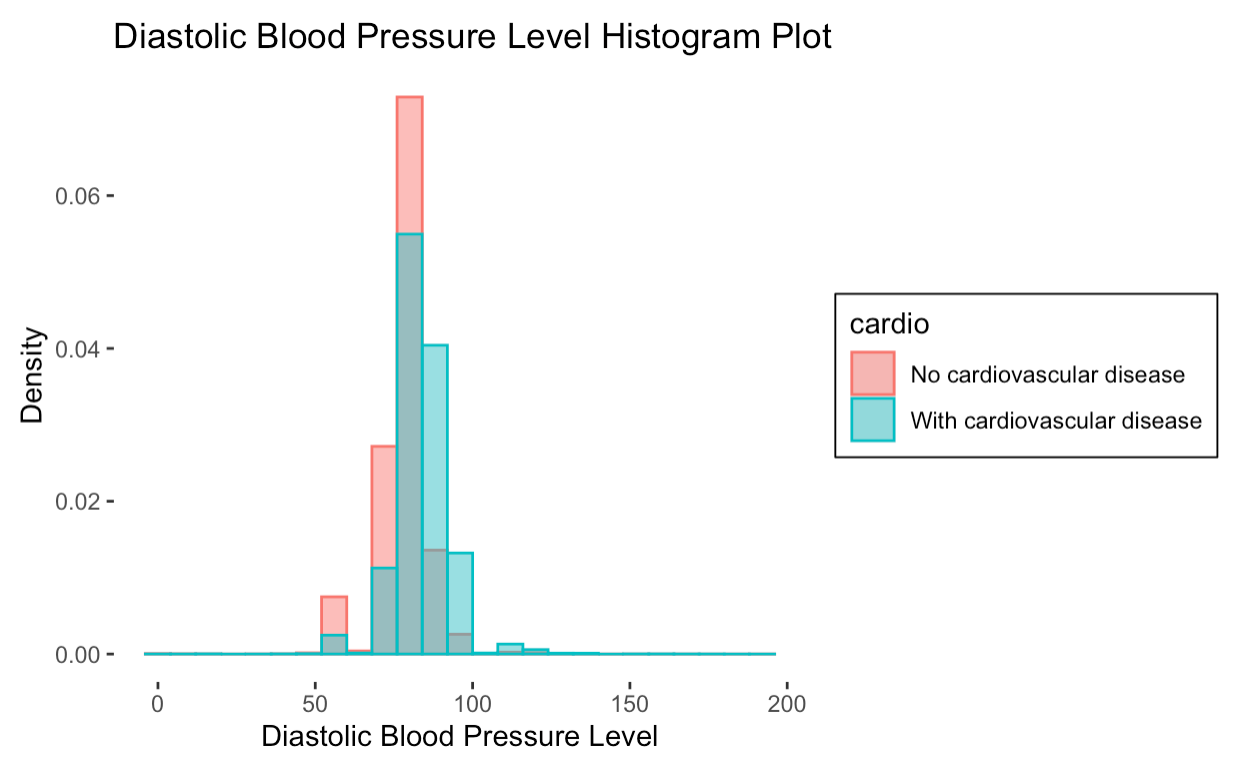 Diastolic Blood Pressure Level Histogram Plot
0.06
0.04
0.02
0.00
Density
0
50
100
150
200
Diastolic Blood Pressure Level
cardio
No cardiovascular disease
With cardiovascular disease